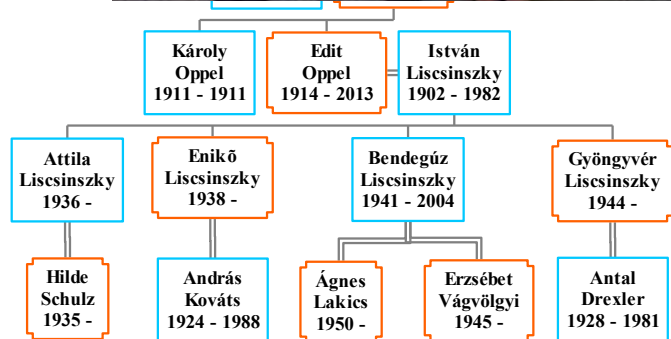 Károly
Oppel
1911 - 1911
Edit
Oppel
1914 - 2013
István
Liscsinszky
1902 - 1982
Attila
Liscsinszky
1936 -
Enikõ
Liscsinszky
1938 -
Bendegúz
Liscsinszky
1941 - 2004
Gyöngyvér
Liscsinszky
1944 -
Hilde
Schulz
1935 -
András
Kováts
1924 - 1988
Ágnes
Lakics
1950 -
Erzsébet
Vágvölgyi
1945 -
Antal
Drexler
1928 - 1981